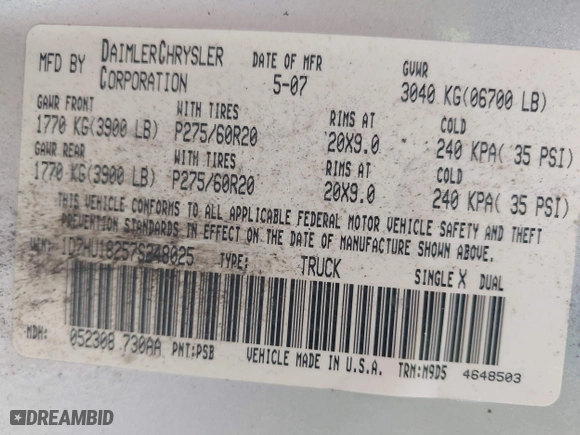 MFD BY DAIMLERCHRYSLER CORPORATION DATE OF MFR 5-07 GVWR 3040 KG(06700 LB)
GAWR FRONT WITH TIRES RIMS AT COLD
1770 KG(3900 LB) P275/60R20 20X9.0 240 KPA( 35 PSI)
GAWR REAR WITH TIRES RIMS AT COLD
1770 KG(3900 LB) P275/60R20 20X9.0 240 KPA( 35 PSI)
THIS VEHICLE CONFORMS TO ALL APPLICABLE FEDERAL MOTOR VEHICLE SAFETY AND THEFT
PREVENTION STANDARDS IN EFFECT ON THE DATE OF MANUFACTURE SHOWN ABOVE.
TYPE: TRUCK SINGLE X DUAL
MDH: 052308 730AA PNT:PSB VEHICLE MADE IN U.S.A. TRM:M9D5 4648503
DREAMBID